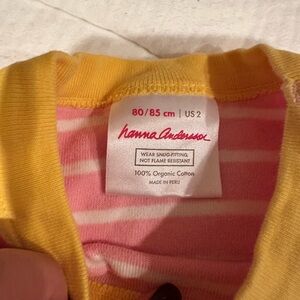 80/85 cm | US 2
hanna Andersson
WEAR SNUG-FITTING,
NOT FLAME RESISTANT
100% Organic Cotton
MADE IN PERU